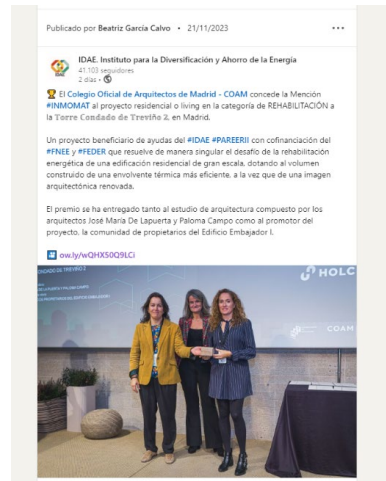 Publicado por Beatriz García Calvo • 21/11/2023
IDAE. Instituto para la Diversificación y Ahorro de la Energía
41.103 seguidores
2 días •
El Colegio Oficial de Arquitectos de Madrid - COAM concede la Mención
#INMOMAT al proyecto residencial o living en la categoría de REHABILITACIÓN a
la Torre Condado de Treviño 2, en Madrid.
Un proyecto beneficiario de ayudas del #IDAE #PAREERII con cofinanciación del
#FNEE y #FEDER que resuelve de manera singular el desafío de la rehabilitación
energética de una edificación residencial de gran escala, dotando al volumen
construido de una envolvente térmica más eficiente, a la vez que de una imagen
arquitectónica renovada.
El premio se ha entregado tanto al estudio de arquitectura compuesto por los
arquitectos José María De Lapuerta y Paloma Campo como al promotor del
proyecto, la comunidad de propietarios del Edificio Embajador I.
ow.ly/wQHX50Q9LCi
HOLC
CONDADO DE TREVIÑO 2
COAM